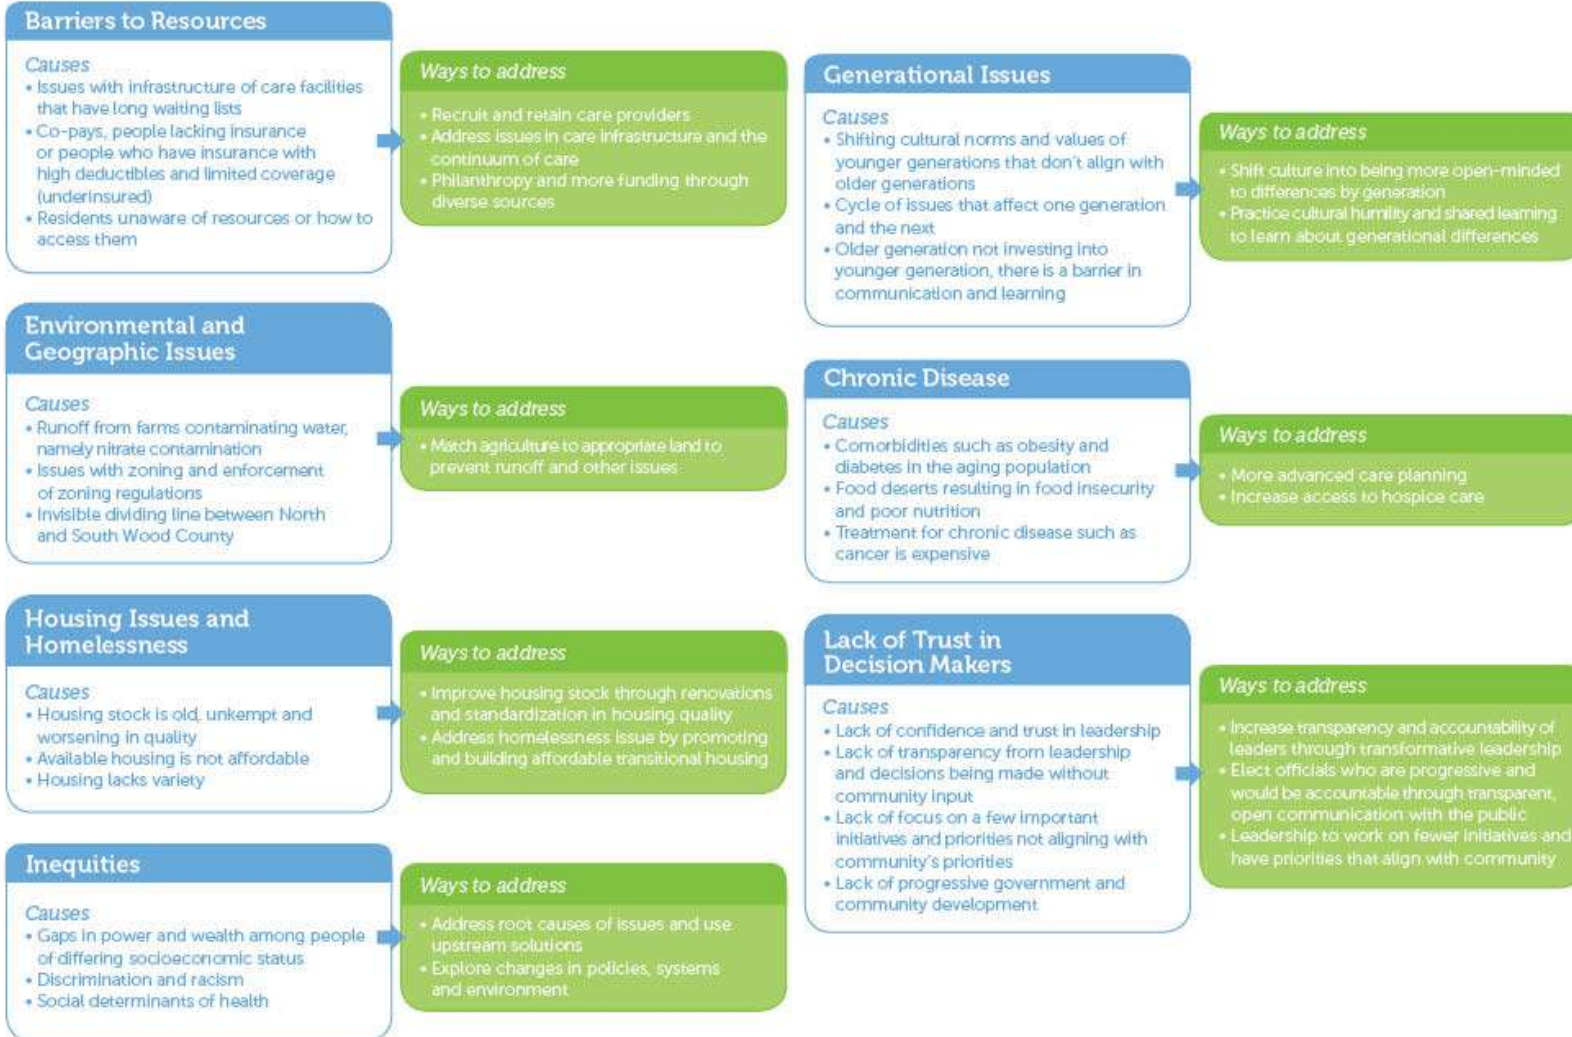 Barriers to Resources
Causes
• Issues with infrastructure of care facilities
that have long waiting lists
• Co-pays, people lacking insurance
or people who have insurance with
high deductibles and limited coverage
(underinsured)
• Residents unaware of resources or how to
access them
Ways to address
• Recruit and retain care providers
• Address issues in care infrastructure and the
continuum of care
• Philanthropy and more funding through
diverse sources
Environmental and
Geographic Issues
Causes
• Runoff from farms contaminating water,
namely nitrate contamination
• Issues with zoning and enforcement
of zoning regulations
• Invisible dividing line between North
and South Wood County
Ways to address
• Match agriculture to appropriate land to
prevent runoff and other issues
Housing Issues and
Homelessness
Causes
• Housing stock is old, unkempt and
worsening in quality
• Available housing is not affordable
• Housing lacks variety
Ways to address
• Improve housing stock through renovations
and standardization in housing quality
• Address homelessness issue by promoting
and building affordable transitional housing
Inequities
Causes
• Gaps in power and wealth among people
of differing socioeconomic status
• Discrimination and racism
• Social determinants of health
Ways to address
• Address root causes of issues and use
upstream solutions
• Explore changes in policies, systems
and environment
Generational Issues
Causes
• Shifting cultural norms and values of
younger generations that don't align with
older generations
• Cycle of issues that affect one generation
and the next
• Older generation not investing into
younger generation, there is a barrier in
communication and learning
Ways to address
• Shift culture into being more open-minded
to differences by generation
• Practice cultural humility and shared learning
to learn about generational differences
Chronic Disease
Causes
• Comorbidities such as obesity and
diabetes in the aging population
• Food deserts resulting in food insecurity
and poor nutrition
• Treatment for chronic disease such as
cancer is expensive
Ways to address
• More advanced care planning
• Increase access to hospice care
Lack of Trust in
Decision Makers
Causes
• Lack of confidence and trust in leadership
• Lack of transparency from leadership
and decisions being made without
community input
• Lack of focus on a few important
initiatives and priorities not aligning with
community's priorities
• Lack of progressive government and
community development
Ways to address
• Increase transparency and accountability of
leaders through transformative leadership
• Elect officials who are progressive and
would be accountable through transparent,
open communication with the public
• Leadership to work on fewer initiatives and
have priorities that align with community